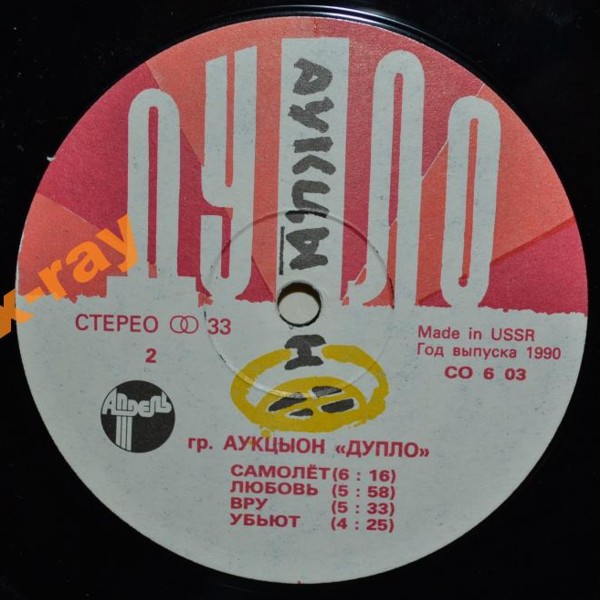 ДУПЛО
АУКЦЫОН
x-ray
СТЕРЕО 33
2
Made in USSR
Год выпуска 1990
СО 6 03
Апрель
гр. АУКЦЫОН «ДУПЛО»
САМОЛЁТ (6 : 16)
ЛЮБОВЬ (5 : 58)
ВРУ (5 : 33)
УБЬЮТ (4 : 25)